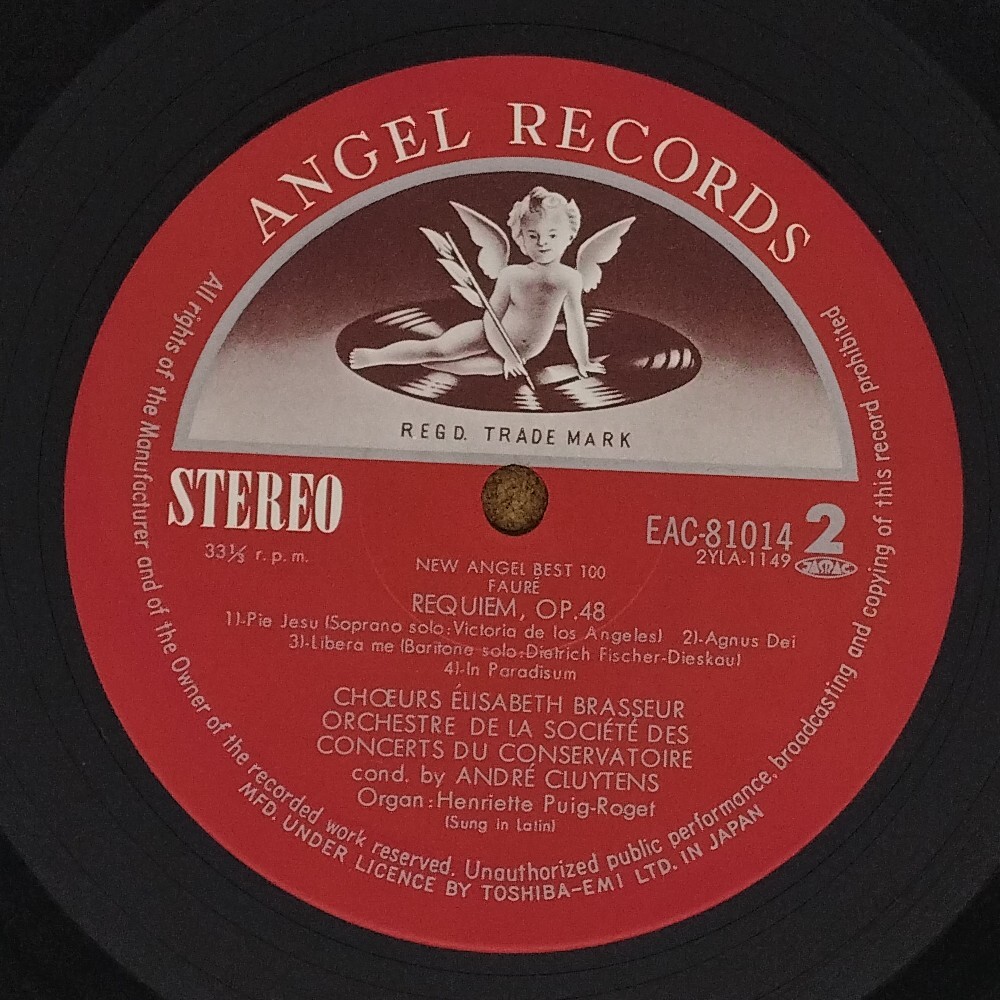 ANGEL RECORDS
REGD. TRADE MARK
STEREO
33⅓ r.p.m.
EAC-81014 2
2YLA-1149 JASRAC
NEW ANGEL BEST 100
FAURÉ
REQUIEM, OP.48
1)-Pie Jesu (Soprano solo:Victoria de los Angeles) 2)-Agnus Dei
3)-Libera me (Baritone solo:Dietrich Fischer-Dieskau)
4)-In Paradisum
CHŒURS ÉLISABETH BRASSEUR
ORCHESTRE DE LA SOCIÉTÉ DES
CONCERTS DU CONSERVATOIRE
cond. by ANDRÉ CLUYTENS
Organ:Henriette Puig-Roget
(Sung in Latin)
All rights of the Manufacturer and of the Owner of the recorded work reserved. Unauthorized public performance, broadcasting and copying of this record prohibited
MFD. UNDER LICENCE BY TOSHIBA-EMI LTD. IN JAPAN